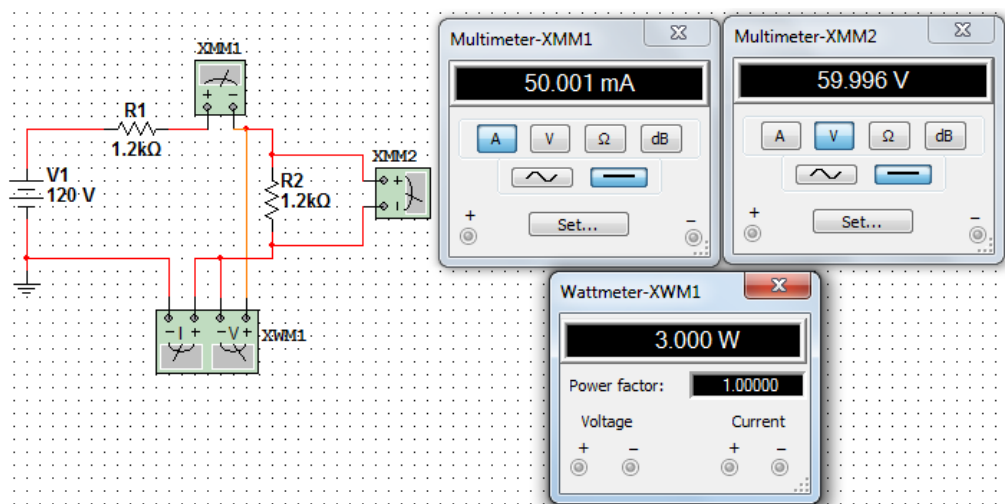 XMM1
+ −
R1
1.2kΩ
V1
120 V
R2
1.2kΩ
XMM2
+
−
− I + − V +
XWM1
Multimeter-XMM1
50.001 mA
A V Ω dB
+ −
Set...
Multimeter-XMM2
59.996 V
A V Ω dB
+ −
Set...
Wattmeter-XWM1
3.000 W
Power factor: 1.00000
Voltage Current
+ − + −